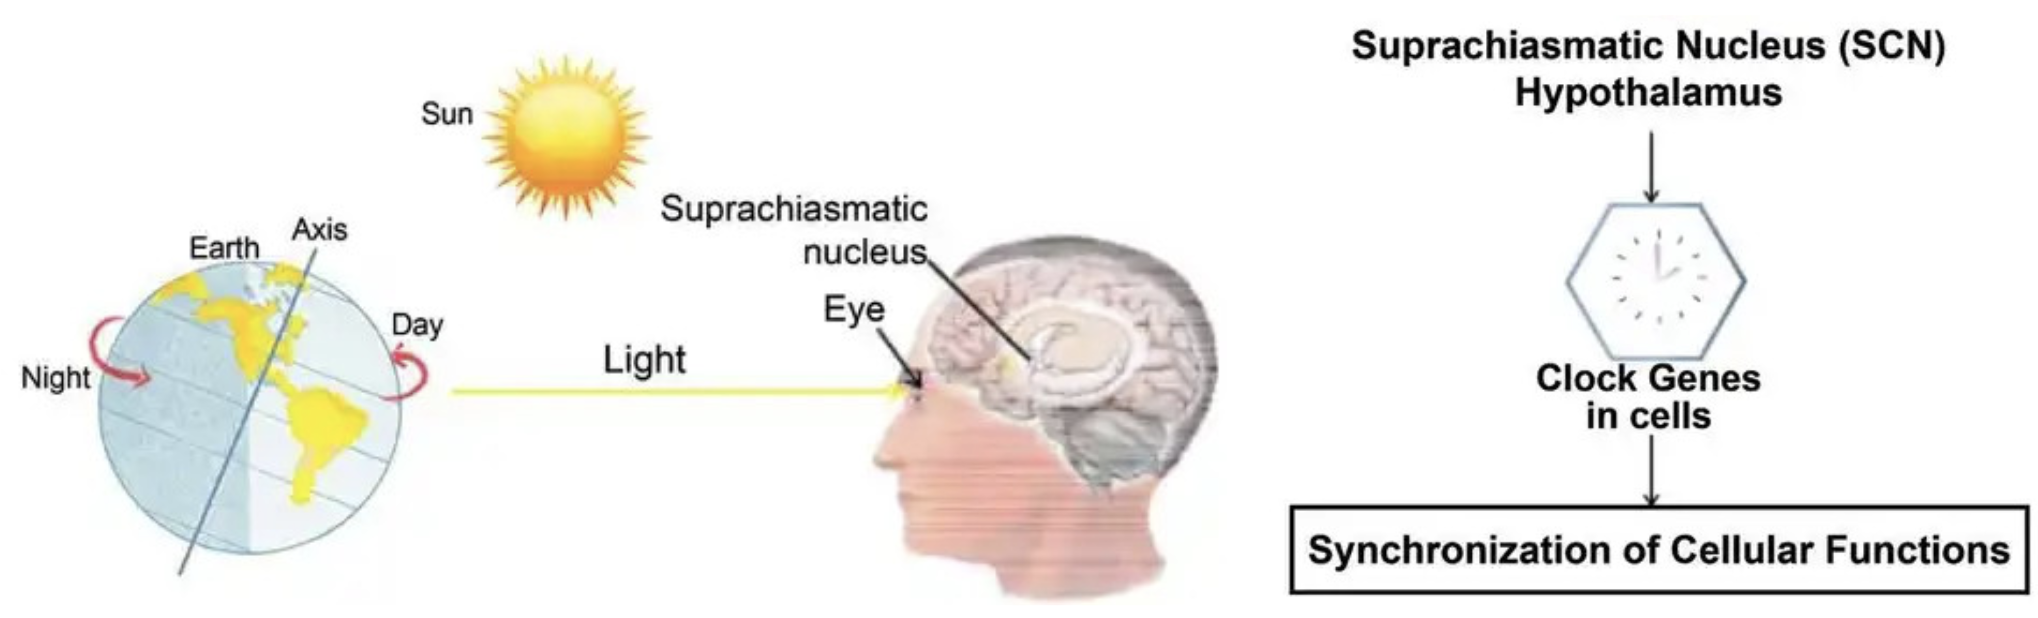 Sun
Suprachiasmatic
nucleus
Axis
Earth
Eye
Day
Light
Night
Suprachiasmatic Nucleus (SCN)
Hypothalamus
Clock Genes
in cells
Synchronization of Cellular Functions